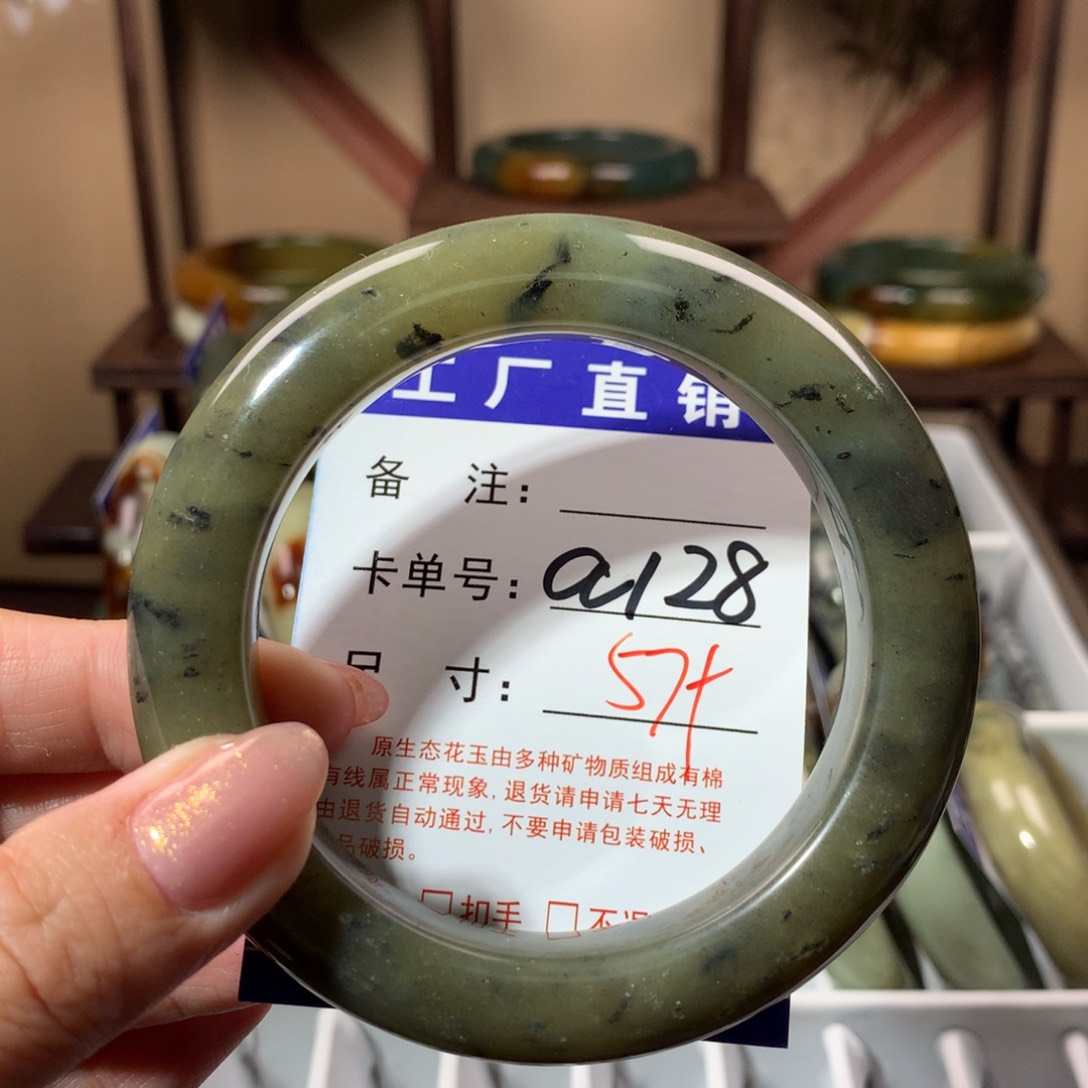 工厂直销
备 注：
卡单号：a128
尺 寸：57+
原生态花玉由多种矿物质组成有棉
有线属正常现象，退货请申请七天无理
由退货自动通过，不要申请包装破损、
品破损。
□扣手 □不